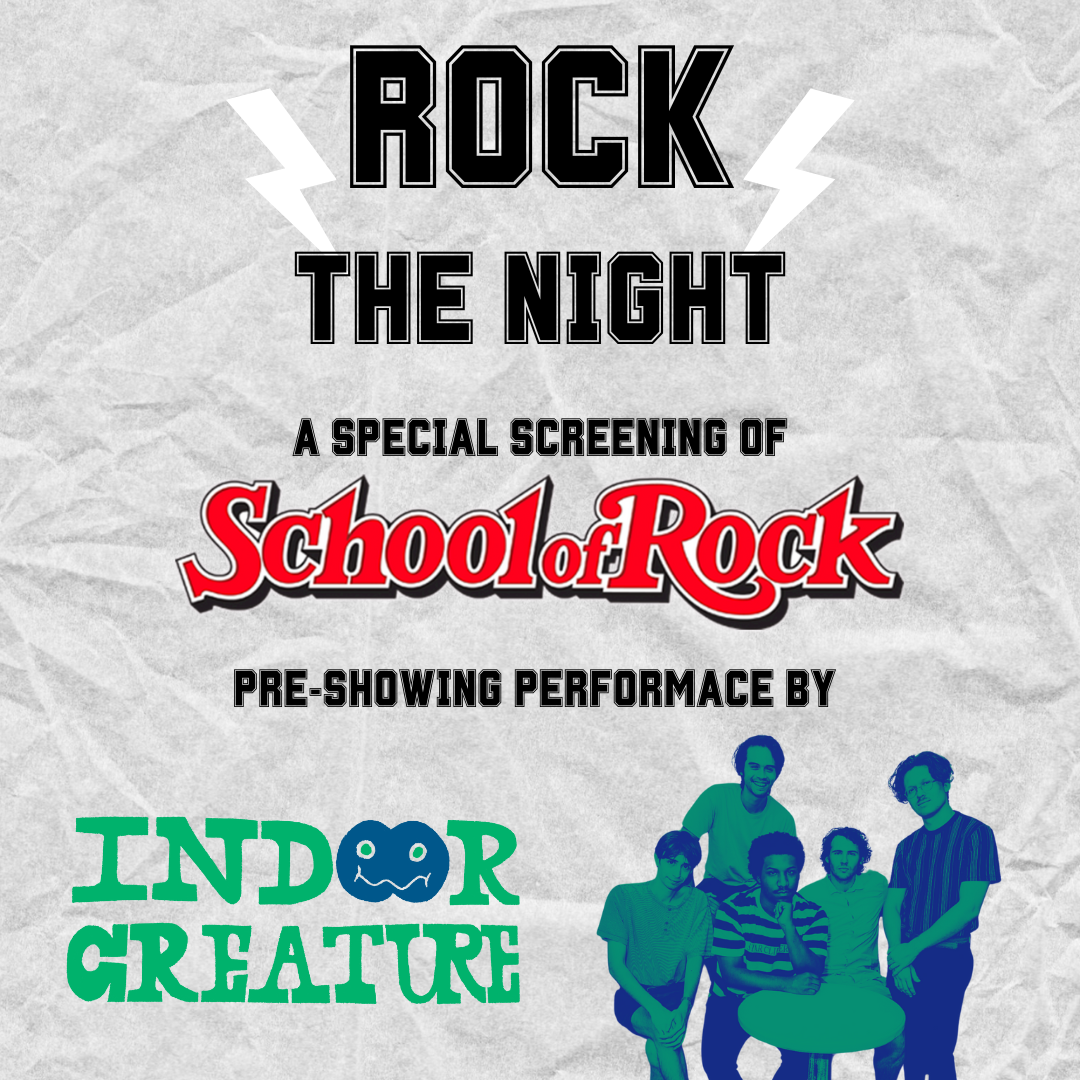 ROCK
THE NIGHT
A SPECIAL SCREENING OF
School of Rock
PRE-SHOWING PERFORMACE BY
INDOOR
CREATURE